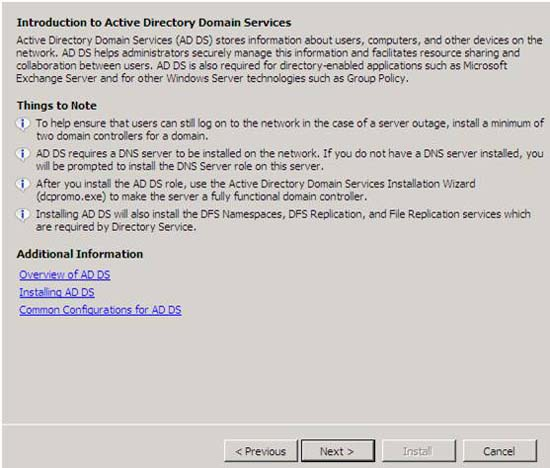 Introduction to Active Directory Domain Services
Active Directory Domain Services (AD DS) stores information about users, computers, and other devices on the
network. AD DS helps administrators securely manage this information and facilitates resource sharing and
collaboration between users. AD DS is also required for directory-enabled applications such as Microsoft
Exchange Server and for other Windows Server technologies such as Group Policy.
Things to Note
To help ensure that users can still log on to the network in the case of a server outage, install a minimum of
two domain controllers for a domain.
AD DS requires a DNS server to be installed on the network. If you do not have a DNS server installed, you
will be prompted to install the DNS Server role on this server.
After you install the AD DS role, use the Active Directory Domain Services Installation Wizard
(dcpromo.exe) to make the server a fully functional domain controller.
Installing AD DS will also install the DFS Namespaces, DFS Replication, and File Replication services which
are required by Directory Service.
Additional Information
Overview of AD DS
Installing AD DS
Common Configurations for AD DS
< Previous Next > Install Cancel